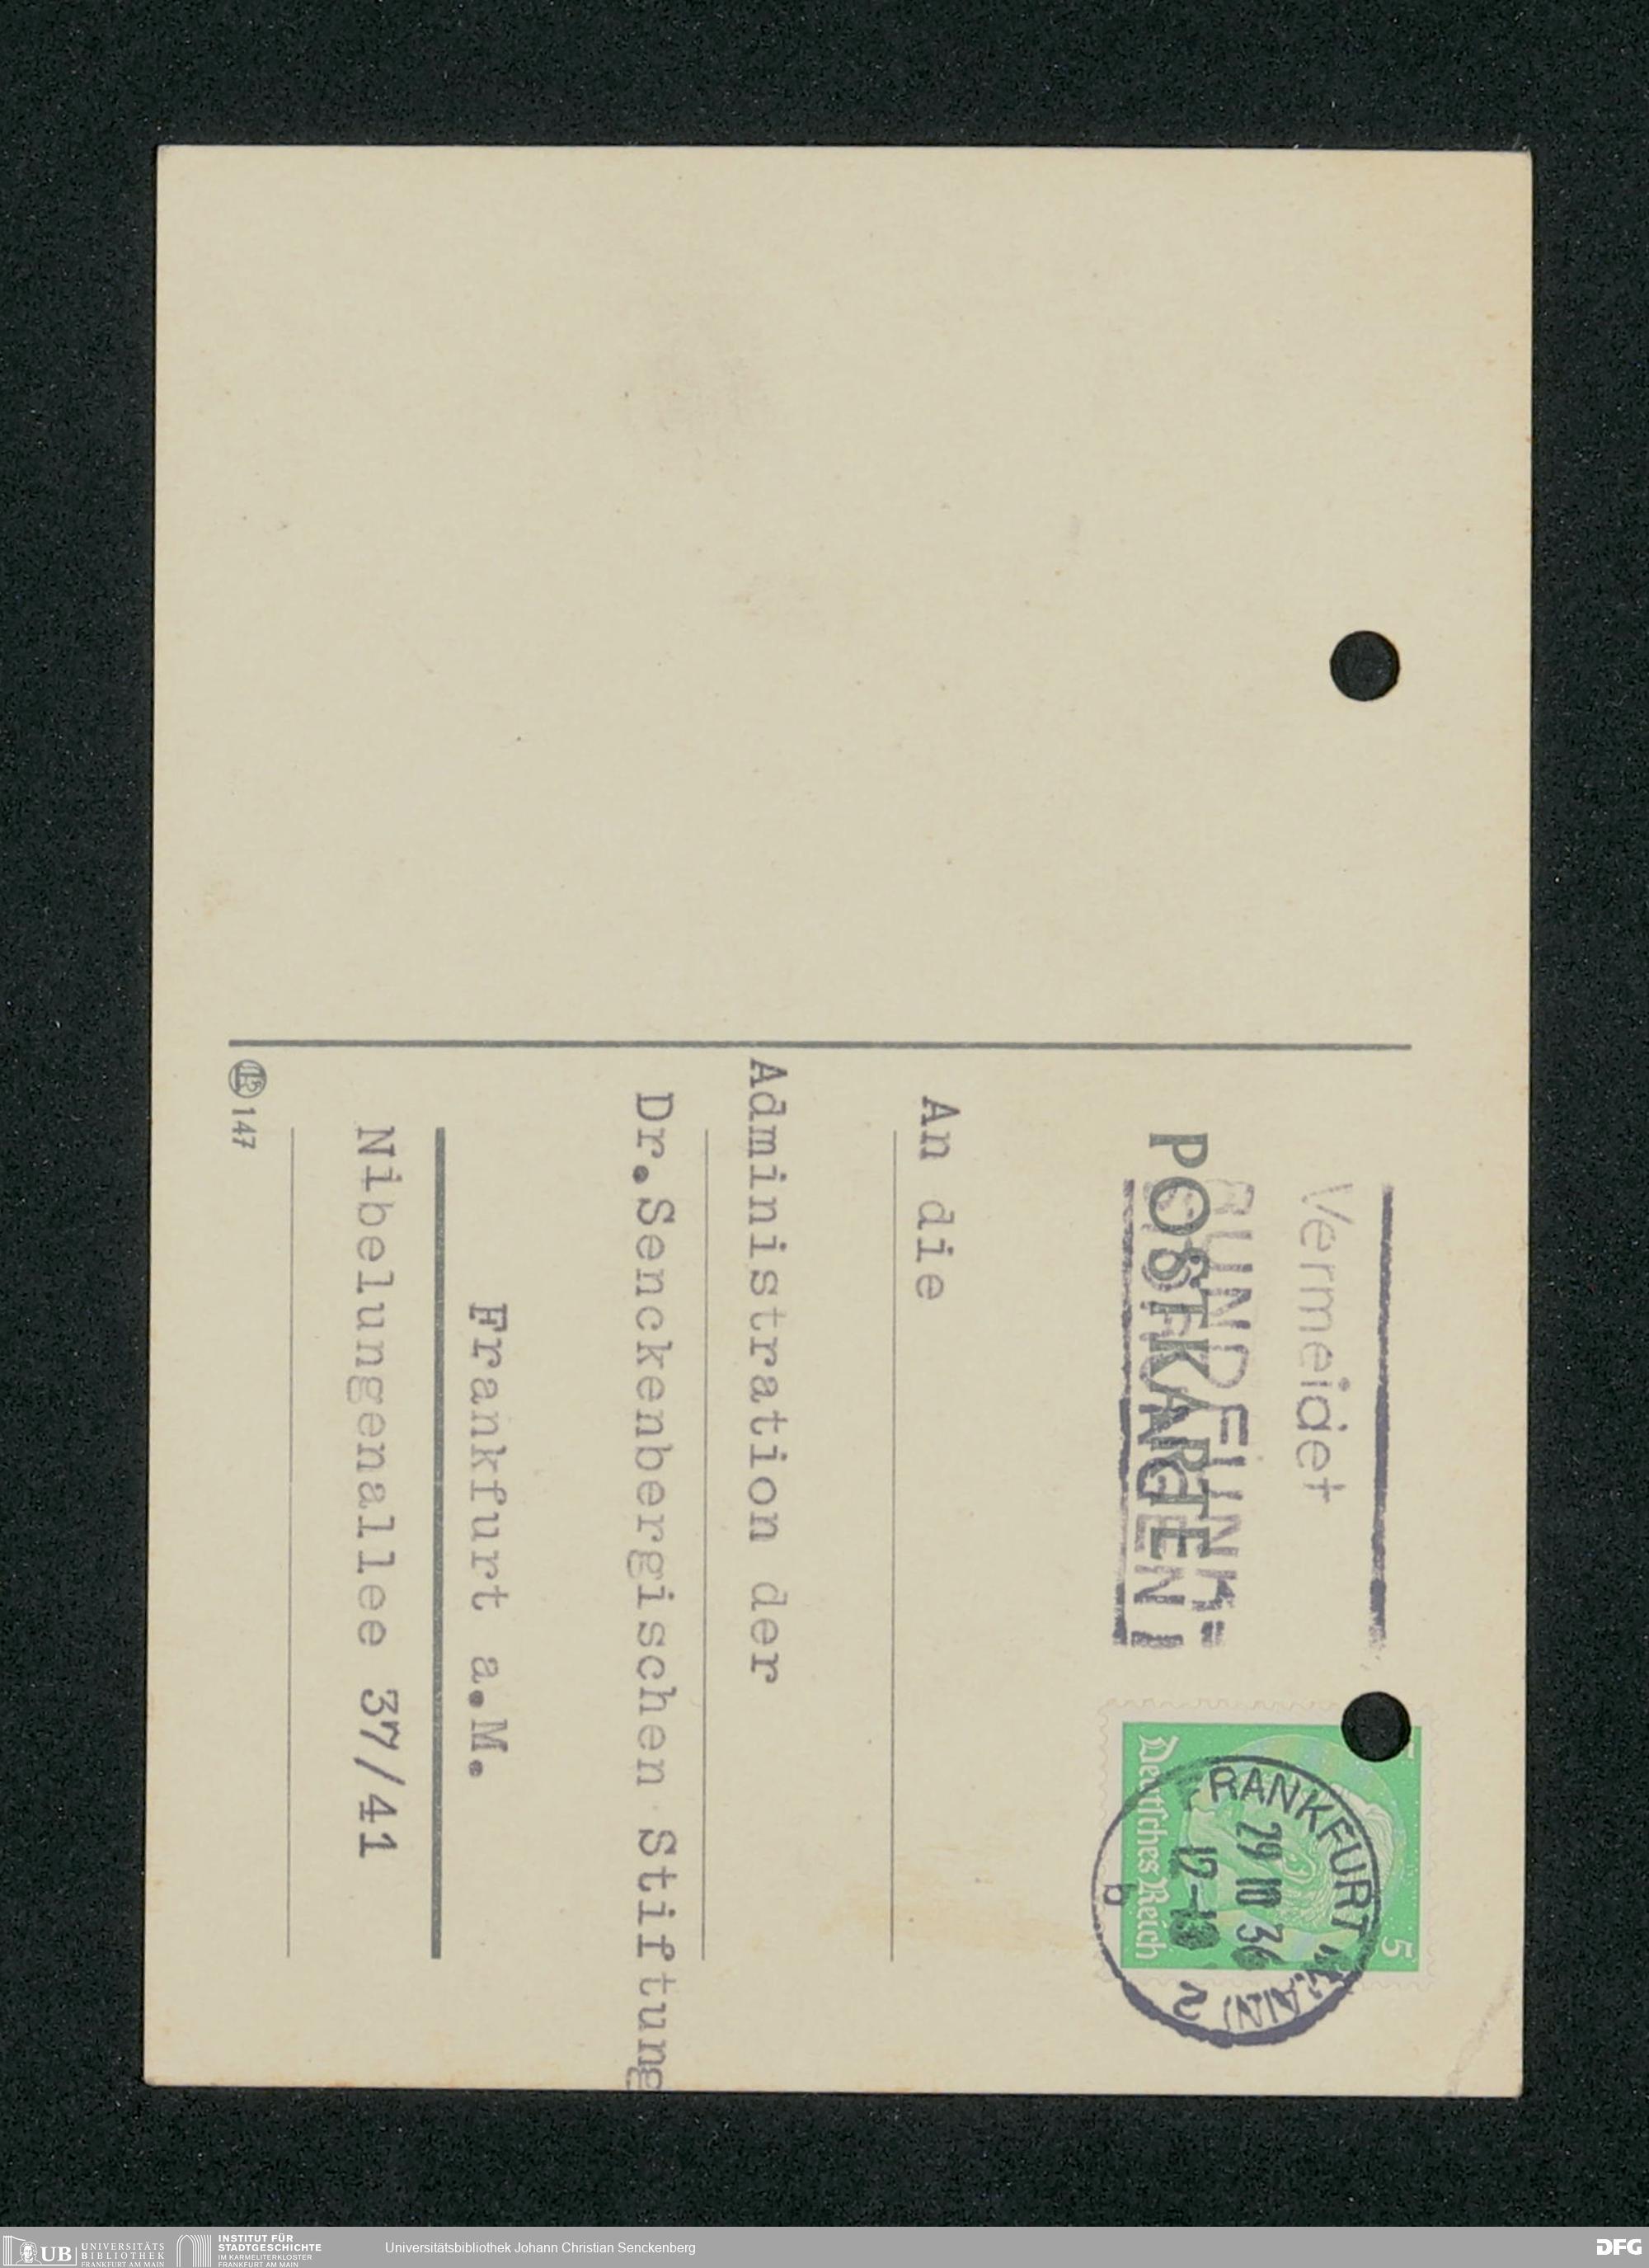 Vermeidet
RUNDFUNK-
STÖRUNGEN!
POSTKARTE
5
Deutsches Reich
FRANKFURT (MAIN) 2
29 10 36
12-13
b
An die
Administration der
Dr.Senckenbergischen Stiftung
Frankfurt a.M.
Nibelungenallee 37/41
147
UB
UNIVERSITÄTS
BIBLIOTHEK
FRANKFURT AM MAIN
INSTITUT FÜR
STADTGESCHICHTE
IM KARMELITERKLOSTER
FRANKFURT AM MAIN
Universitätsbibliothek Johann Christian Senckenberg
DFG